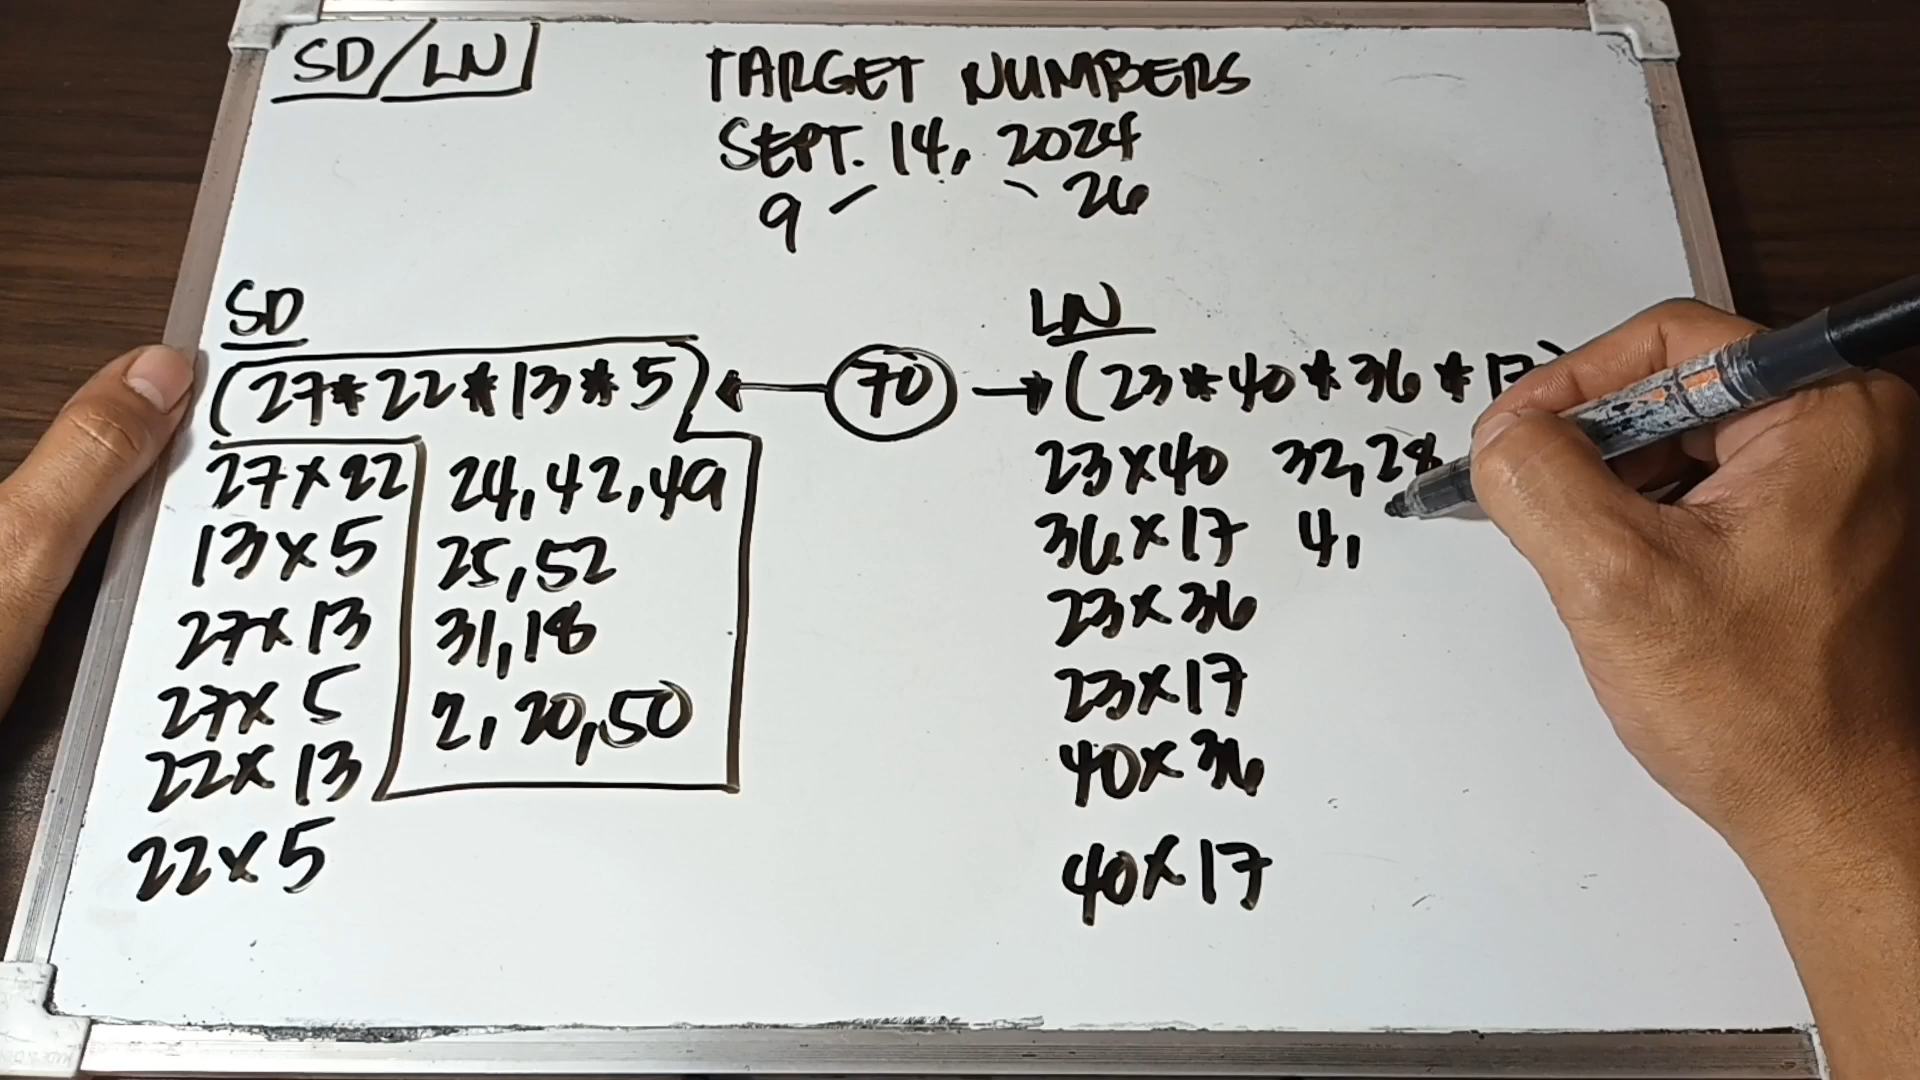 SD/LN
TARGET NUMBERS
SEPT. 14, 2024
9 26
SD
(27*22*13*5)
27x22 24,42,49
13x5 25,52
27x13 31,18
27x5 2,20,50
22x13
22x5
70
LN
(23*40*36*17)
23x40 32,28
36x17 4,
23x36
23x17
40x36
40x17